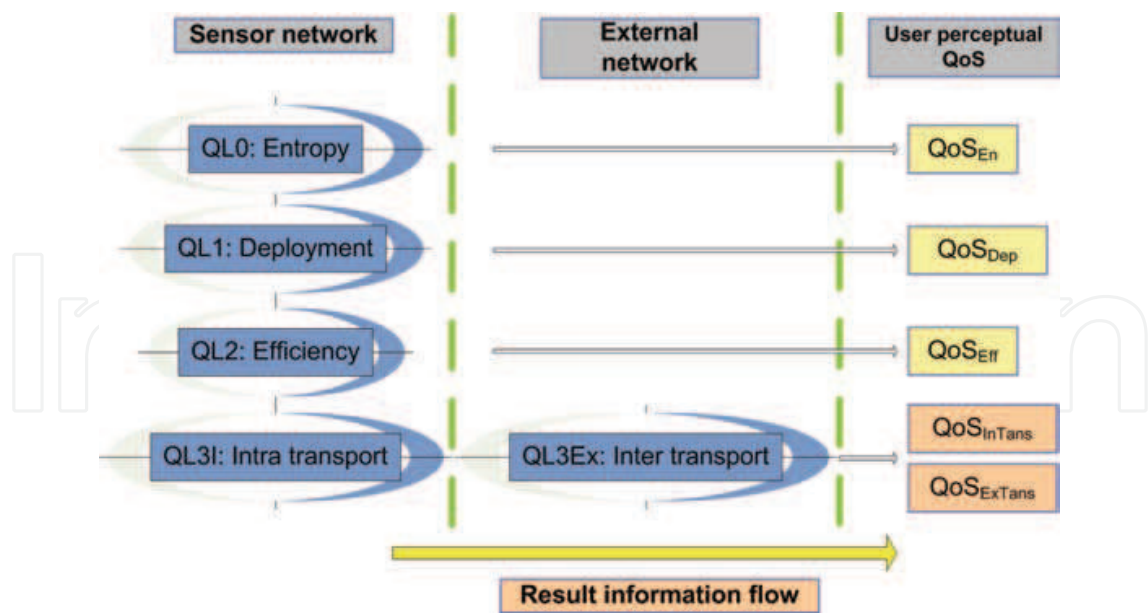 Sensor network
External
network
User perceptual
QoS
QL0: Entropy
QoSEn
QL1: Deployment
QoSDep
QL2: Efficiency
QoSEff
QL3I: Intra transport
QL3Ex: Inter transport
QoSInTans
QoSExTans
Result information flow